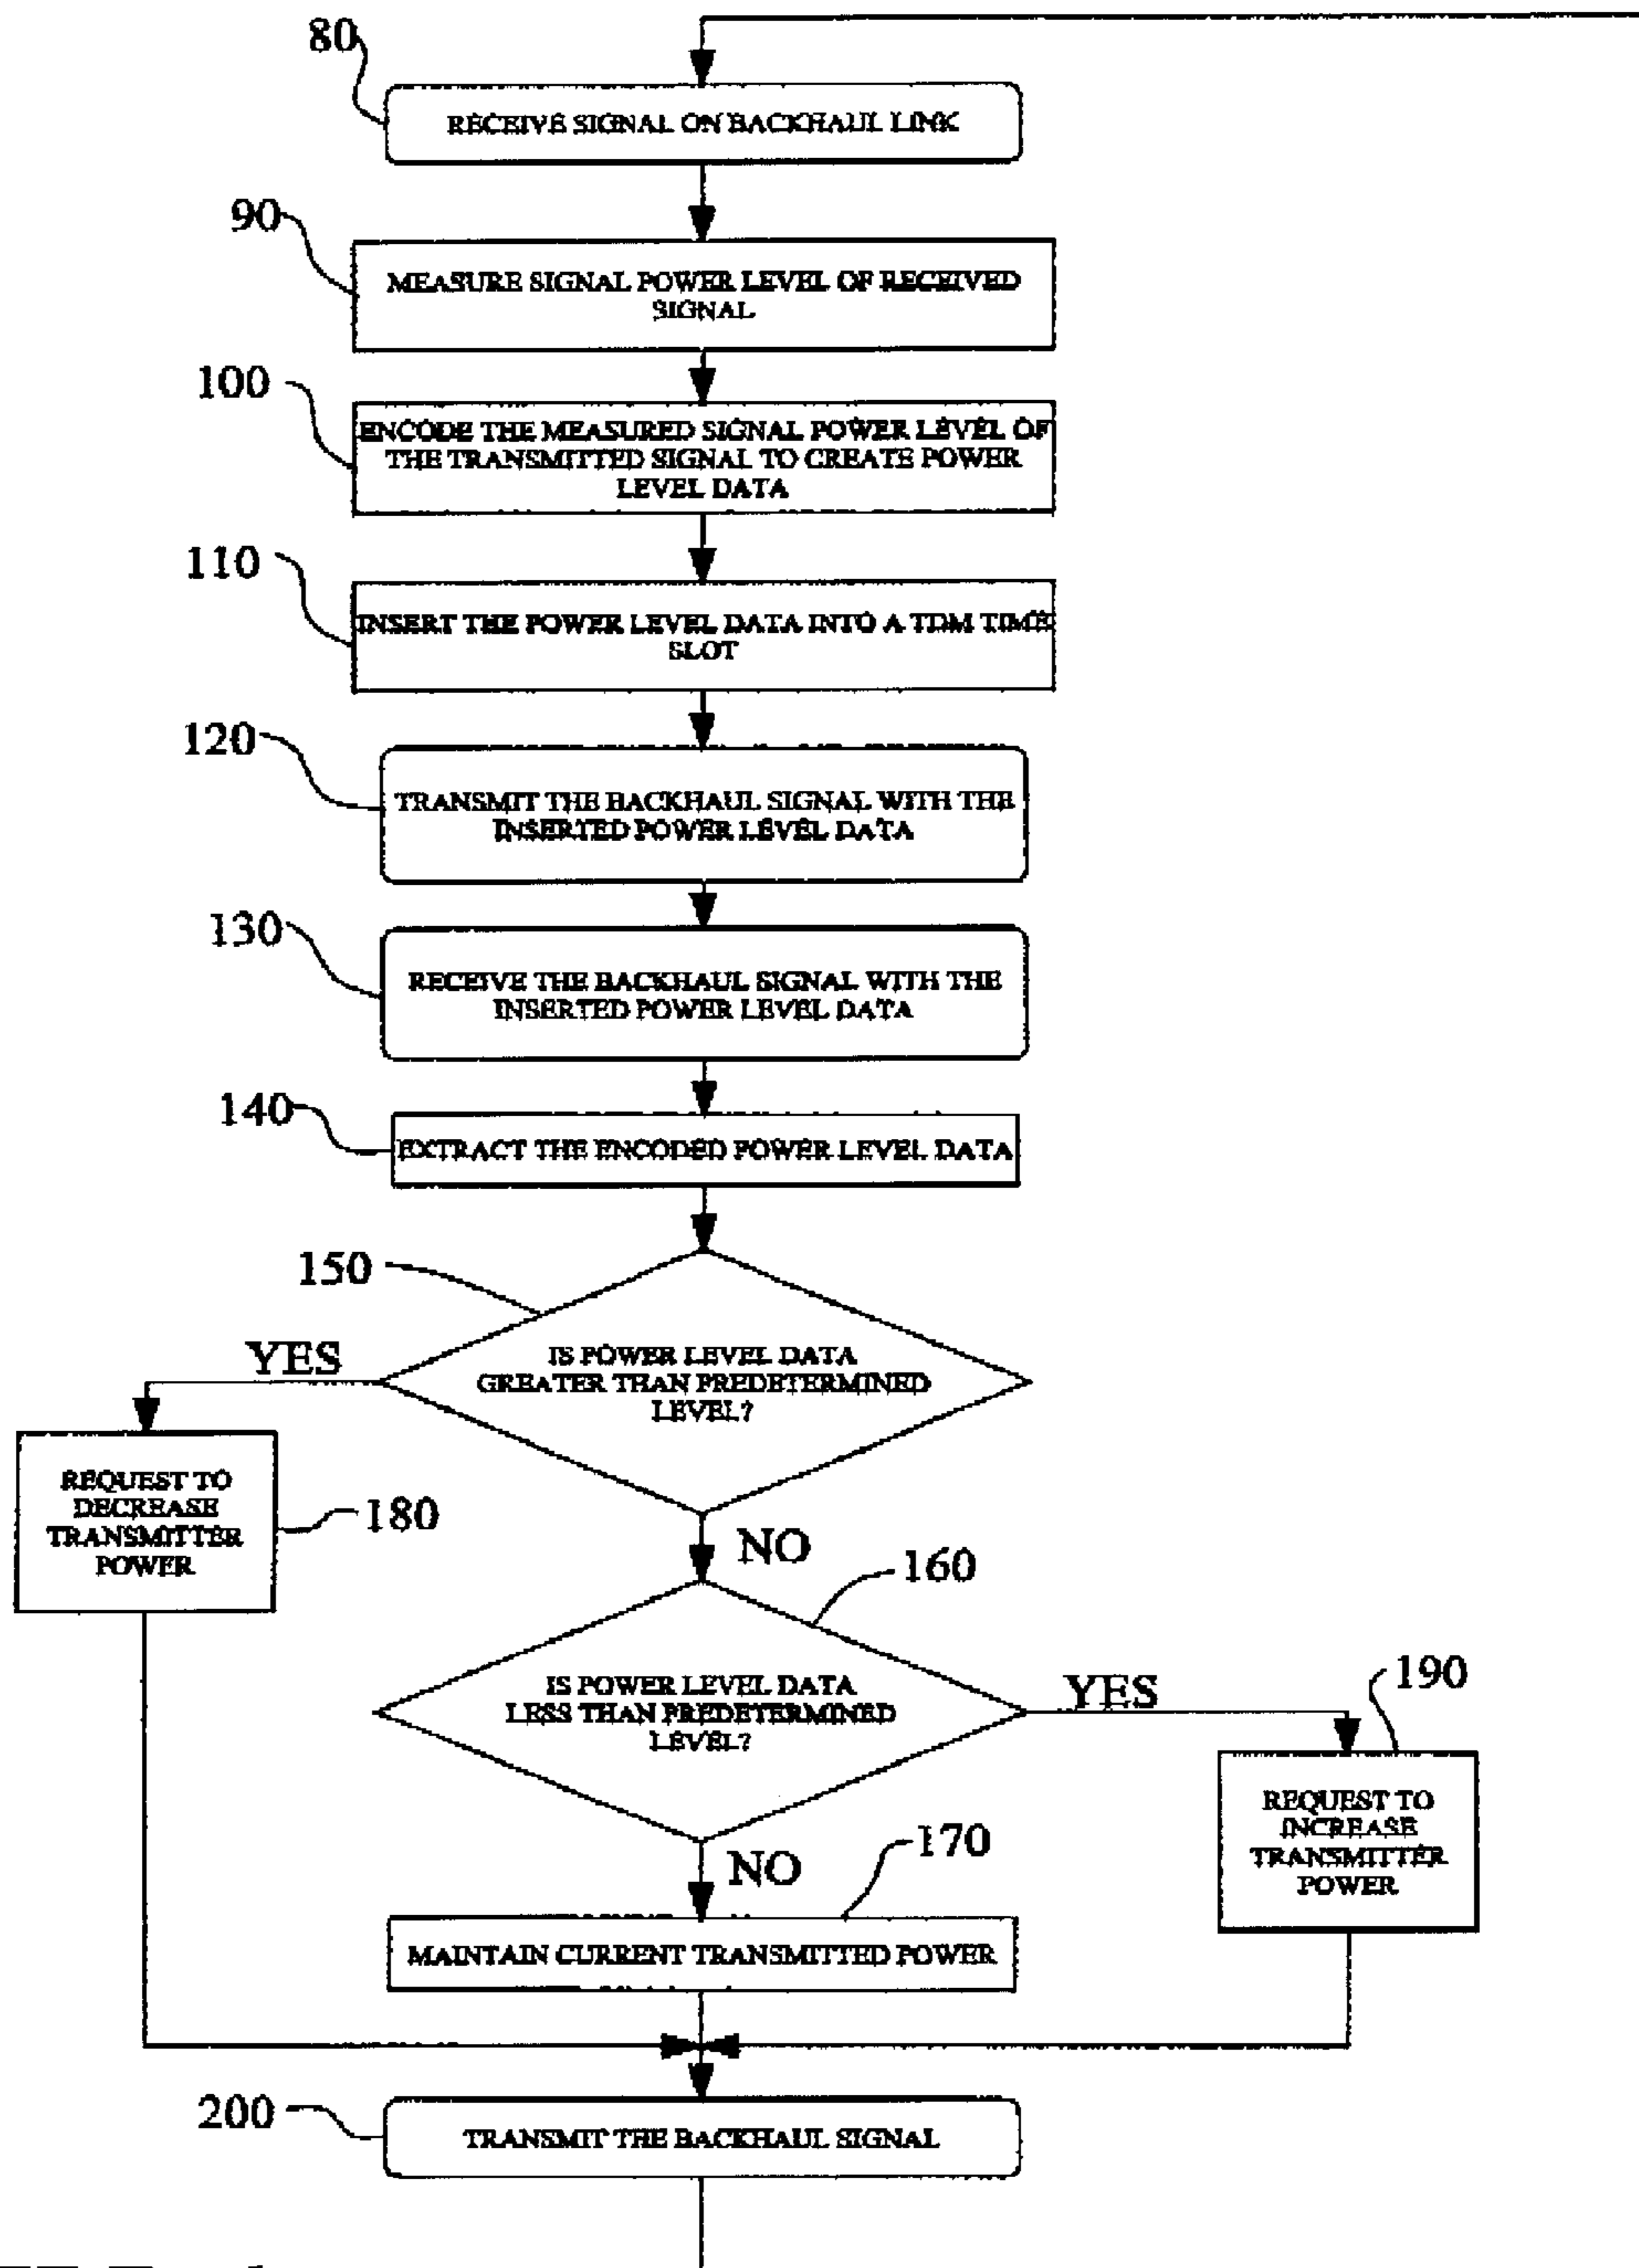 80
RECEIVE SIGNAL ON BACKHAUL LINK
90
MEASURE SIGNAL POWER LEVEL OF RECEIVED
SIGNAL
100
ENCODE THE MEASURED SIGNAL POWER LEVEL OF
THE TRANSMITTED SIGNAL TO CREATE POWER
LEVEL DATA
110
INSERT THE POWER LEVEL DATA INTO A TDM TIME
SLOT
120
TRANSMIT THE BACKHAUL SIGNAL WITH THE
INSERTED POWER LEVEL DATA
130
RECEIVE THE BACKHAUL SIGNAL WITH THE
INSERTED POWER LEVEL DATA
140
EXTRACT THE ENCODED POWER LEVEL DATA
150
YES
IS POWER LEVEL DATA
GREATER THAN PREDETERMINED
LEVEL?
REQUEST TO
DECREASE
TRANSMITTER
POWER
180
NO
160
IS POWER LEVEL DATA
LESS THAN PREDETERMINED
LEVEL?
YES
190
REQUEST TO
INCREASE
TRANSMITTER
POWER
NO
170
MAINTAIN CURRENT TRANSMITTED POWER
200
TRANSMIT THE BACKHAUL SIGNAL